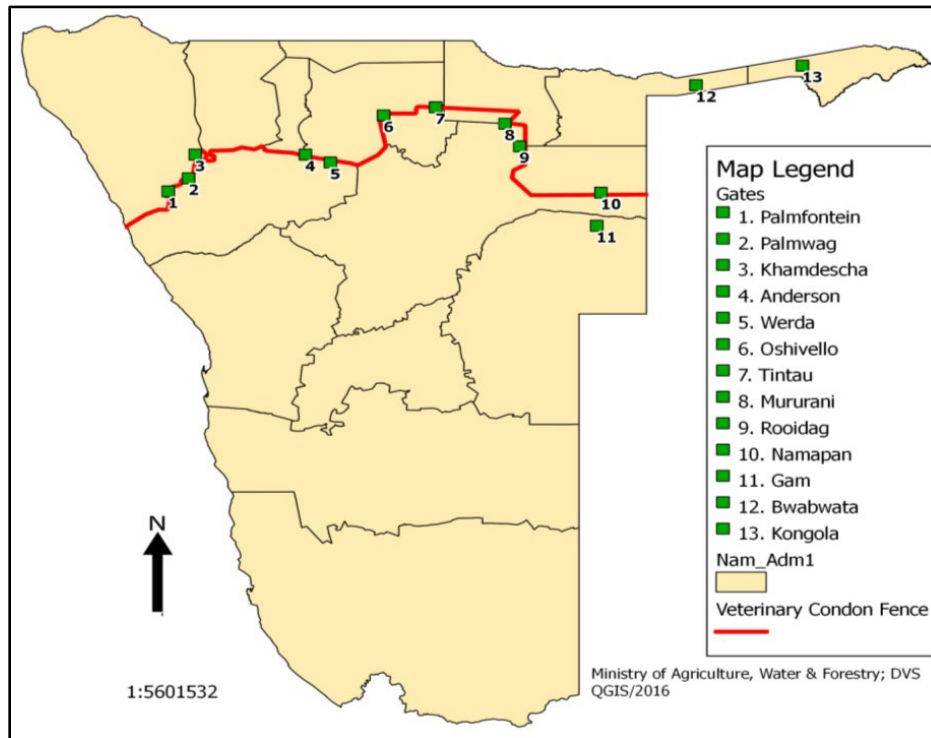 1
2
3
4
5
6
7
8
9
10
11
12
13
N
1:5601532
Map Legend
Gates
1. Palmfontein
2. Palmwag
3. Khamdescha
4. Anderson
5. Werda
6. Oshivello
7. Tintau
8. Mururani
9. Rooidag
10. Namapan
11. Gam
12. Bwabwata
13. Kongola
Nam_Adm1
Veterinary Condon Fence
Ministry of Agriculture, Water & Forestry; DVS
QGIS/2016